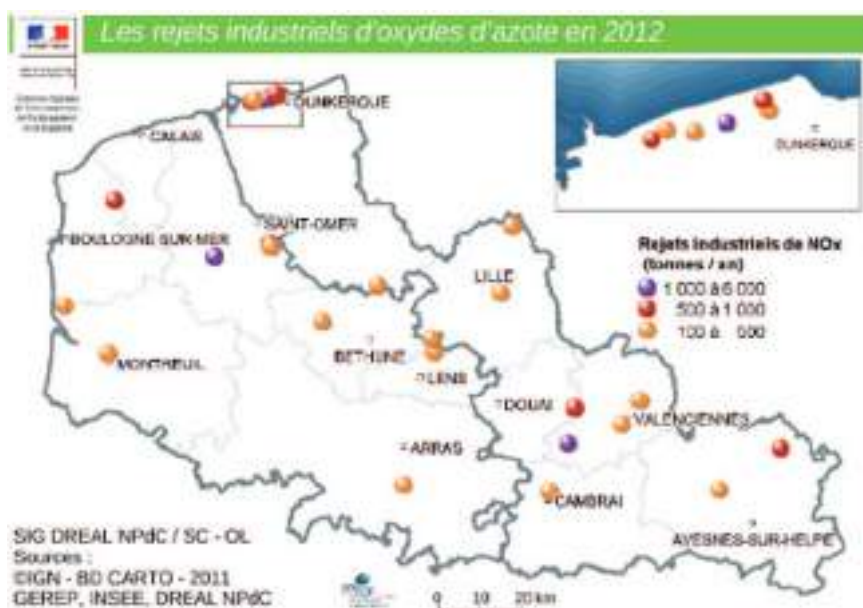 Les rejets industriels d'oxydes d'azote en 2012
DUNKERQUE
CALAIS
DUNKERQUE
SAINT-OMER
BOULOGNE SUR-MER
Rejets industriels de NOx
(tonnes / an)
1 000 à 6 000
500 à 1 000
100 à 500
LILLE
BETHUNE
MONTREUIL
LENS
DOUAI
VALENCIENNES
ARRAS
CAMBRAI
AVESNES-SUR-HELPE
SIG DREAL NPdC / SC - OL
Sources :
©IGN - BD CARTO - 2011
GEREP, INSEE, DREAL NPdC
0 10 20 km